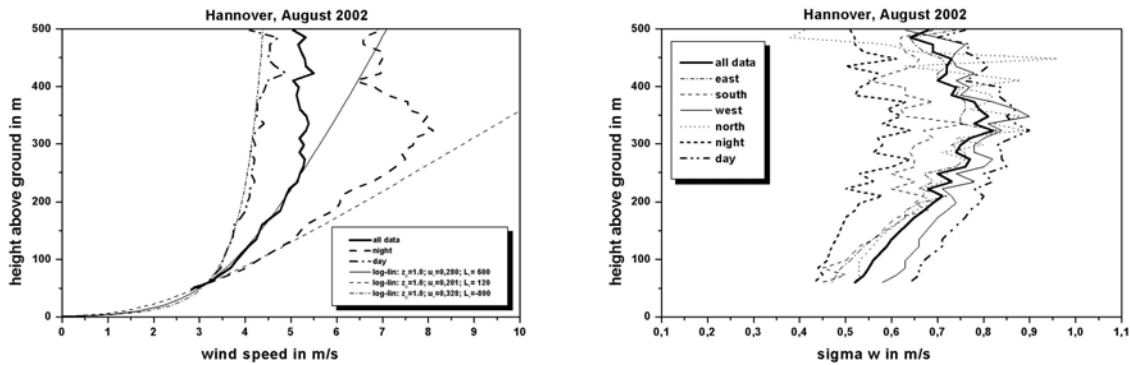 Hannover, August 2002
500
400
300
200
100
0
height above ground in m
0 1 2 3 4 5 6 7 8 9 10
wind speed in m/s
all data
night
day
log-lin: z0=1.0; u*=0,280; L*= 600
log-lin: z0=1.0; u*=0,201; L*= 120
log-lin: z0=1.0; u*=0,328; L*=-800
Hannover, August 2002
500
400
300
200
100
0
height above ground in m
0,1 0,2 0,3 0,4 0,5 0,6 0,7 0,8 0,9 1,0 1,1
sigma w in m/s
all data
east
south
west
north
night
day